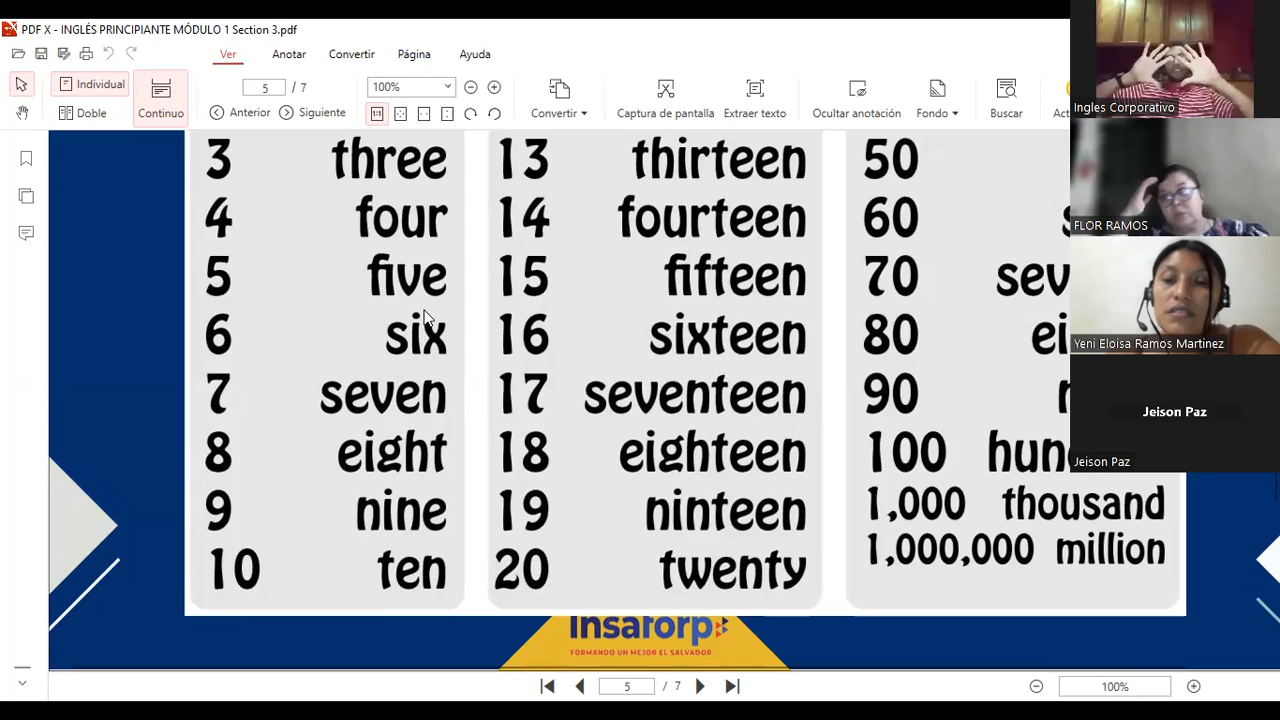 PDF X - INGLÉS PRINCIPIANTE MÓDULO 1 Section 3.pdf
Ver Anotar Convertir Página Ayuda
Individual
Doble
Continuo
5 / 7
Anterior Siguiente
100%
Convertir
Captura de pantalla
Extraer texto
Ocultar anotación
Fondo
Buscar
Ingles Corporativo
FLOR RAMOS
Yeni Eloisa Ramos Martinez
Jeison Paz
Jeison Paz
3 three
4 four
5 five
6 six
7 seven
8 eight
9 nine
10 ten
13 thirteen
14 fourteen
15 fifteen
16 sixteen
17 seventeen
18 eighteen
19 ninteen
20 twenty
50
60
70
80
90
100
1,000 thousand
1,000,000 million
Insaforp
FORMANDO UN MEJOR EL SALVADOR
5 / 7
100%